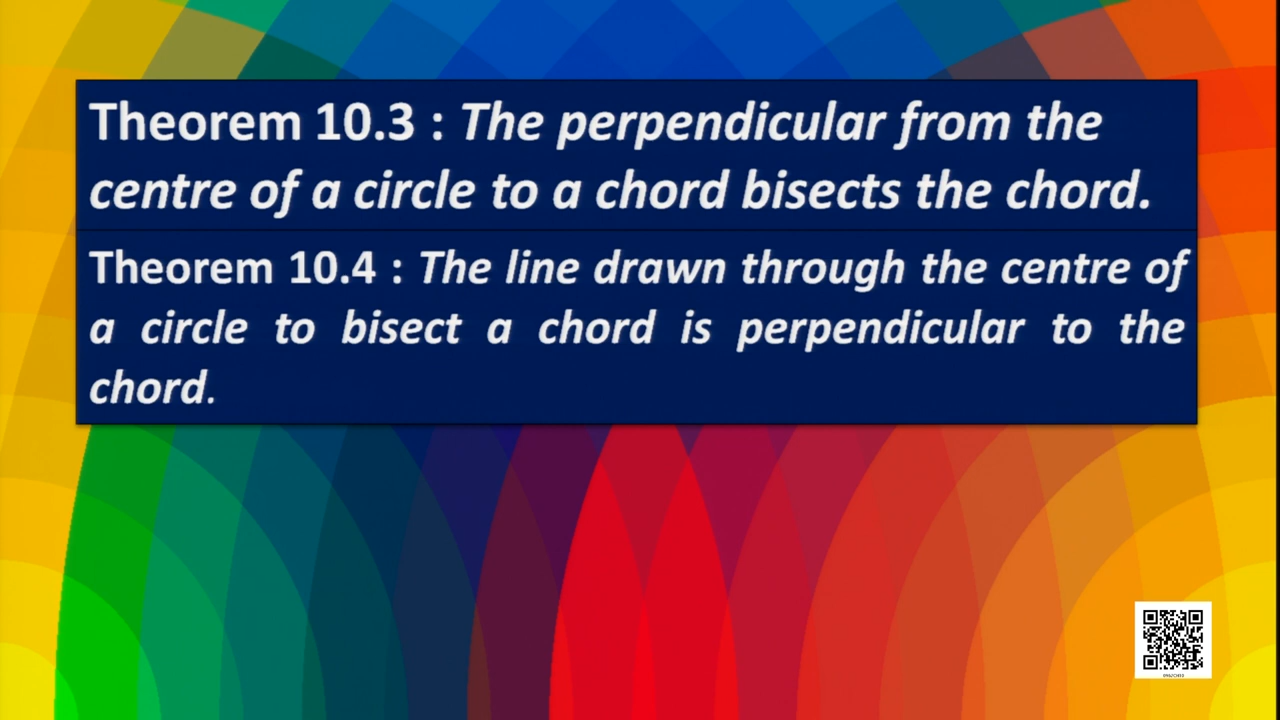 Theorem 10.3 : The perpendicular from the
centre of a circle to a chord bisects the chord.
Theorem 10.4 : The line drawn through the centre of
a circle to bisect a chord is perpendicular to the
chord.